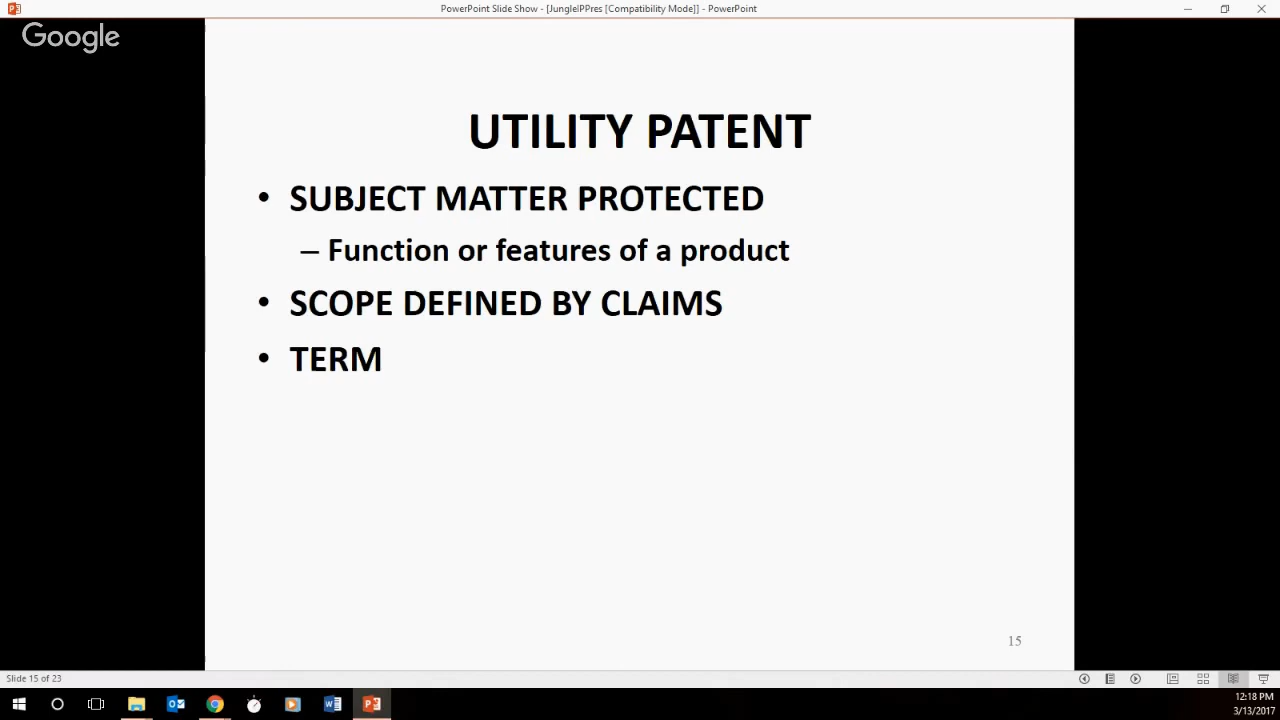 PowerPoint Slide Show - [JungleIPPres [Compatibility Mode]] - PowerPoint
Google
UTILITY PATENT
• SUBJECT MATTER PROTECTED
– Function or features of a product
• SCOPE DEFINED BY CLAIMS
• TERM
15
Slide 15 of 23
12:18 PM
3/13/2017